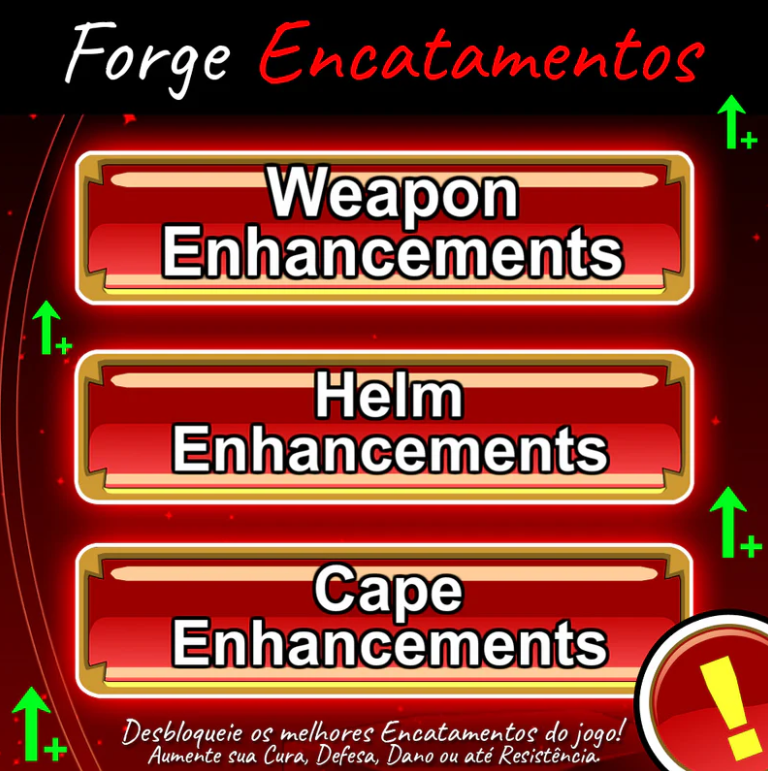 Forge Encatamentos
Weapon
Enhancements
Helm
Enhancements
Cape
Enhancements
Desbloqueie os melhores Encatamentos do jogo!
Aumente sua Cura, Defesa, Dano ou até Resistência.